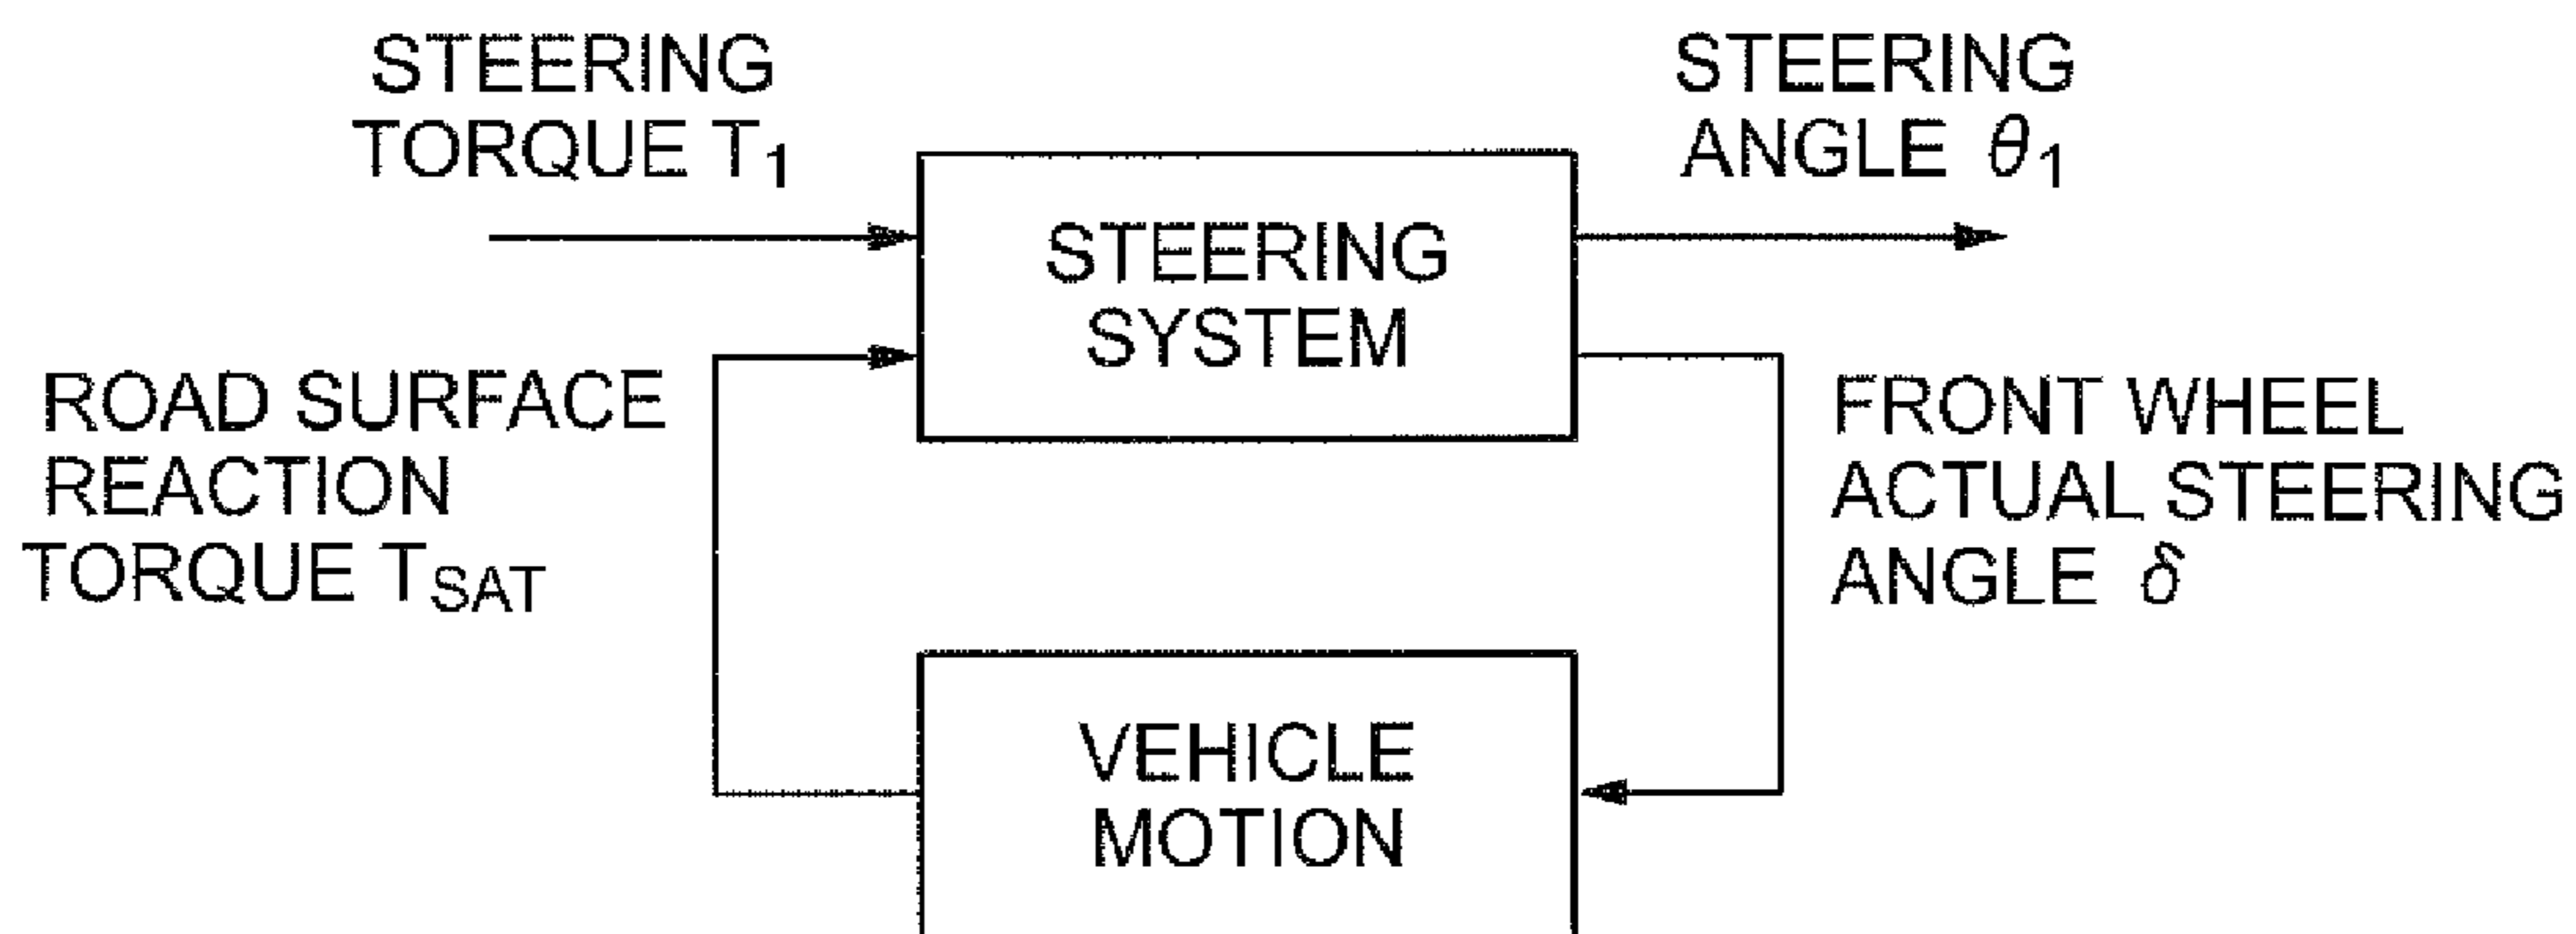 STEERING
TORQUE T₁
STEERING
ANGLE θ₁
STEERING
SYSTEM
ROAD SURFACE
REACTION
TORQUE T_SAT
FRONT WHEEL
ACTUAL STEERING
ANGLE δ
VEHICLE
MOTION